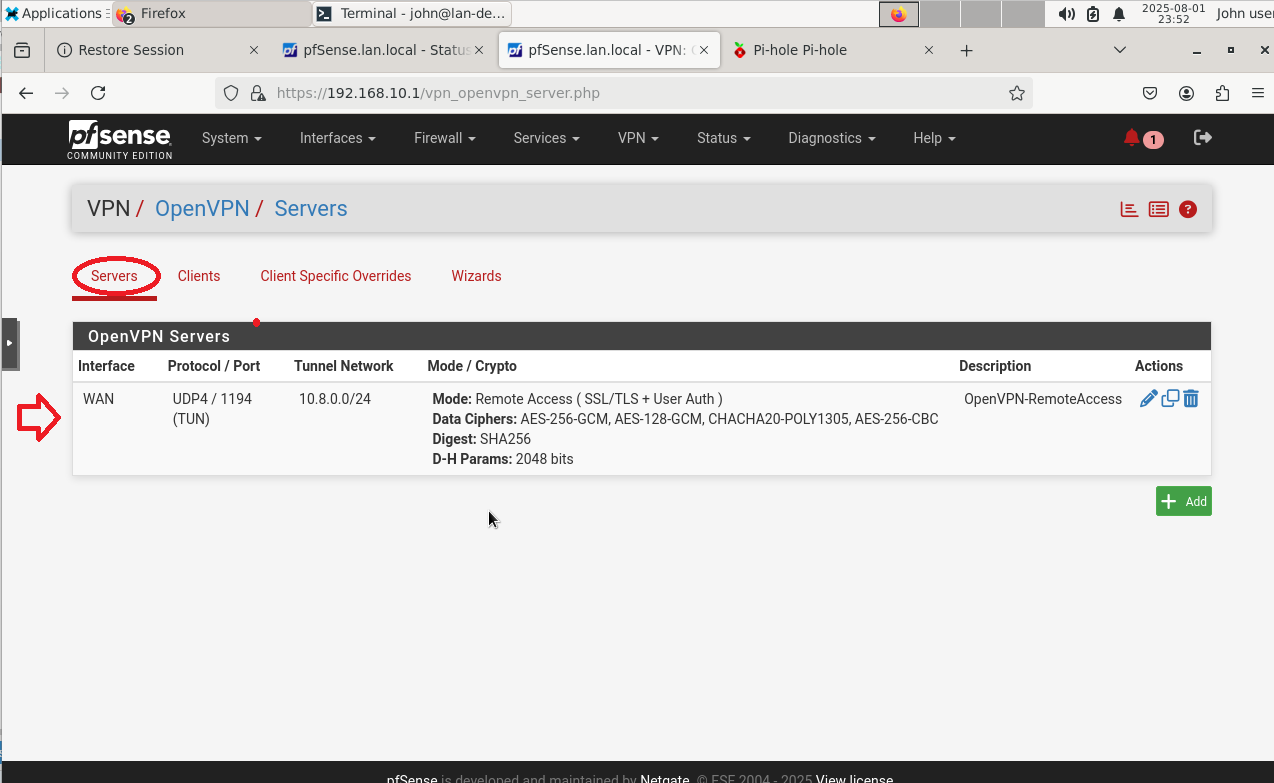 Applications
Firefox
2
Terminal - john@lan-de...
2025-08-01
23:52
John user
Restore Session
pfSense.lan.local - Status
pfSense.lan.local - VPN:
Pi-hole Pi-hole
https://192.168.10.1/vpn_openvpn_server.php
pfsense
COMMUNITY EDITION
System
Interfaces
Firewall
Services
VPN
Status
Diagnostics
Help
1
VPN / OpenVPN / Servers
?
Servers
Clients
Client Specific Overrides
Wizards
OpenVPN Servers
Interface Protocol / Port Tunnel Network Mode / Crypto Description Actions
WAN UDP4 / 1194 10.8.0.0/24 Mode: Remote Access ( SSL/TLS + User Auth ) OpenVPN-RemoteAccess
(TUN) Data Ciphers: AES-256-GCM, AES-128-GCM, CHACHA20-POLY1305, AES-256-CBC
Digest: SHA256
D-H Params: 2048 bits
+ Add
pfSense is developed and maintained by Netgate. © ESF 2004 - 2025 View license.